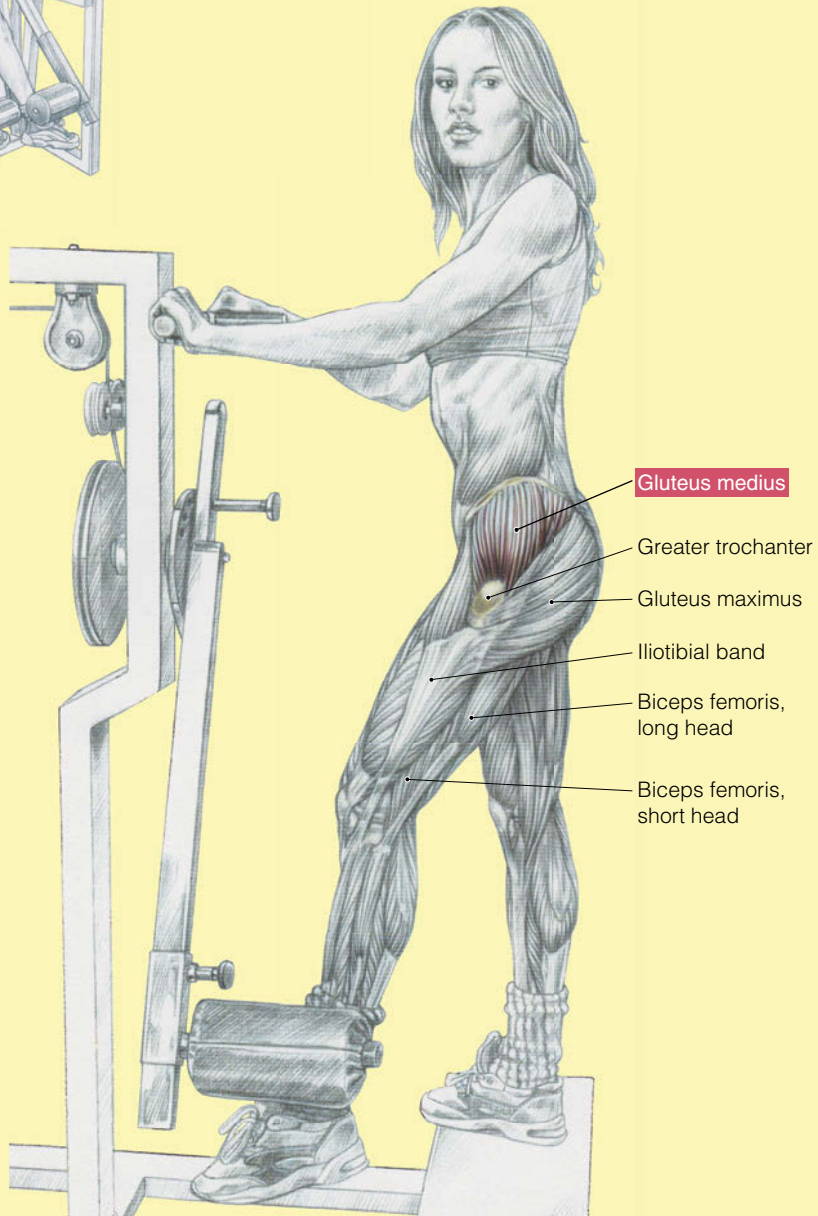 Gluteus medius
Greater trochanter
Gluteus maximus
Iliotibial band
Biceps femoris,
long head
Biceps femoris,
short head